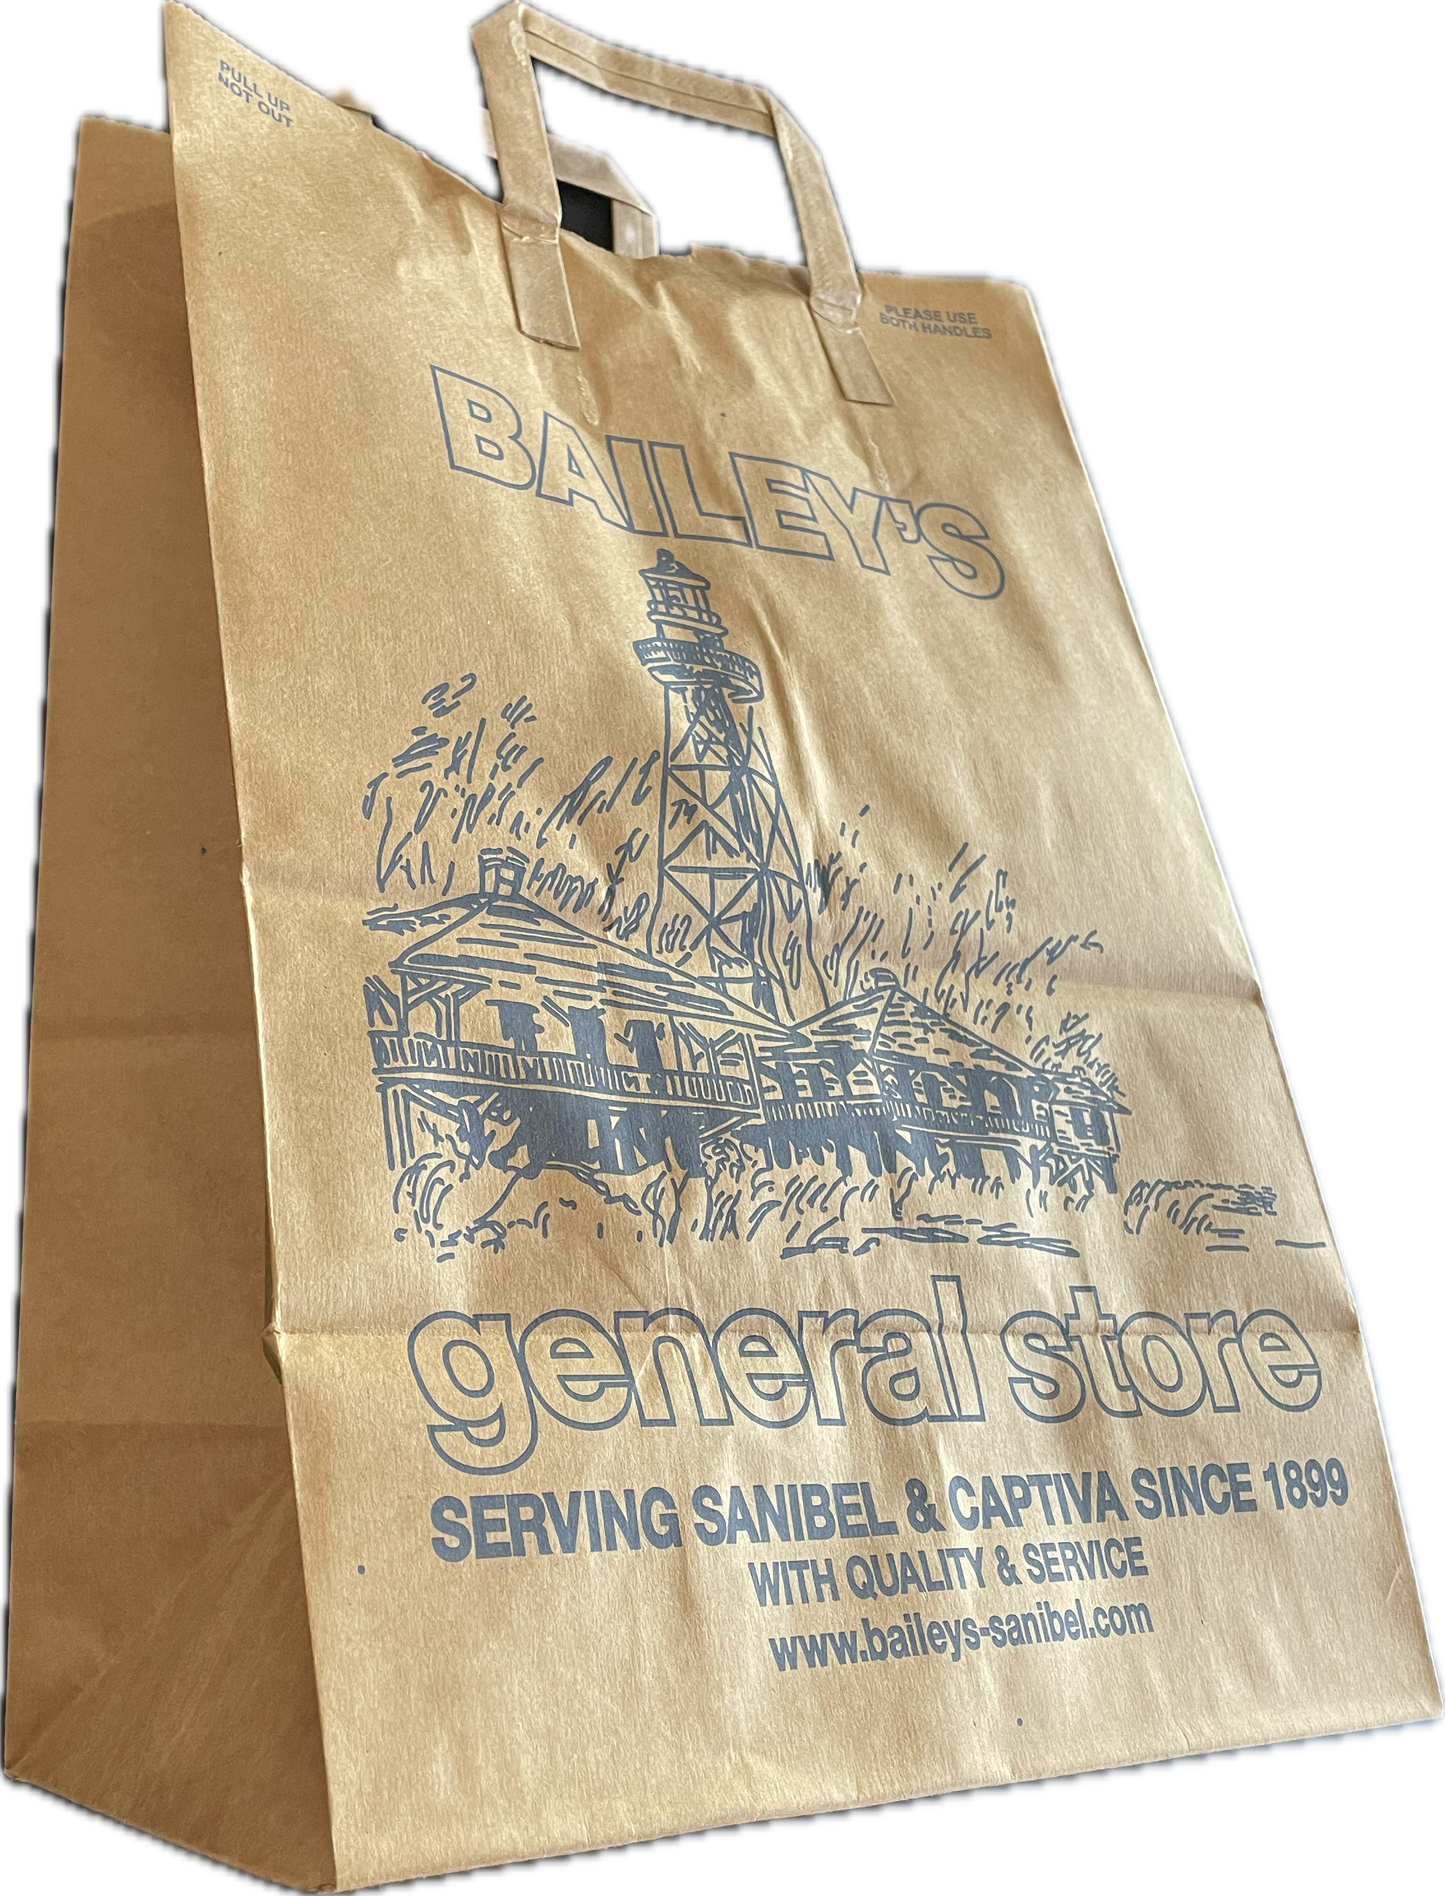 PULL UP
NOT OUT
PLEASE USE
BOTH HANDLES
BAILEY'S
general store
SERVING SANIBEL & CAPTIVA SINCE 1899
WITH QUALITY & SERVICE
www.baileys-sanibel.com